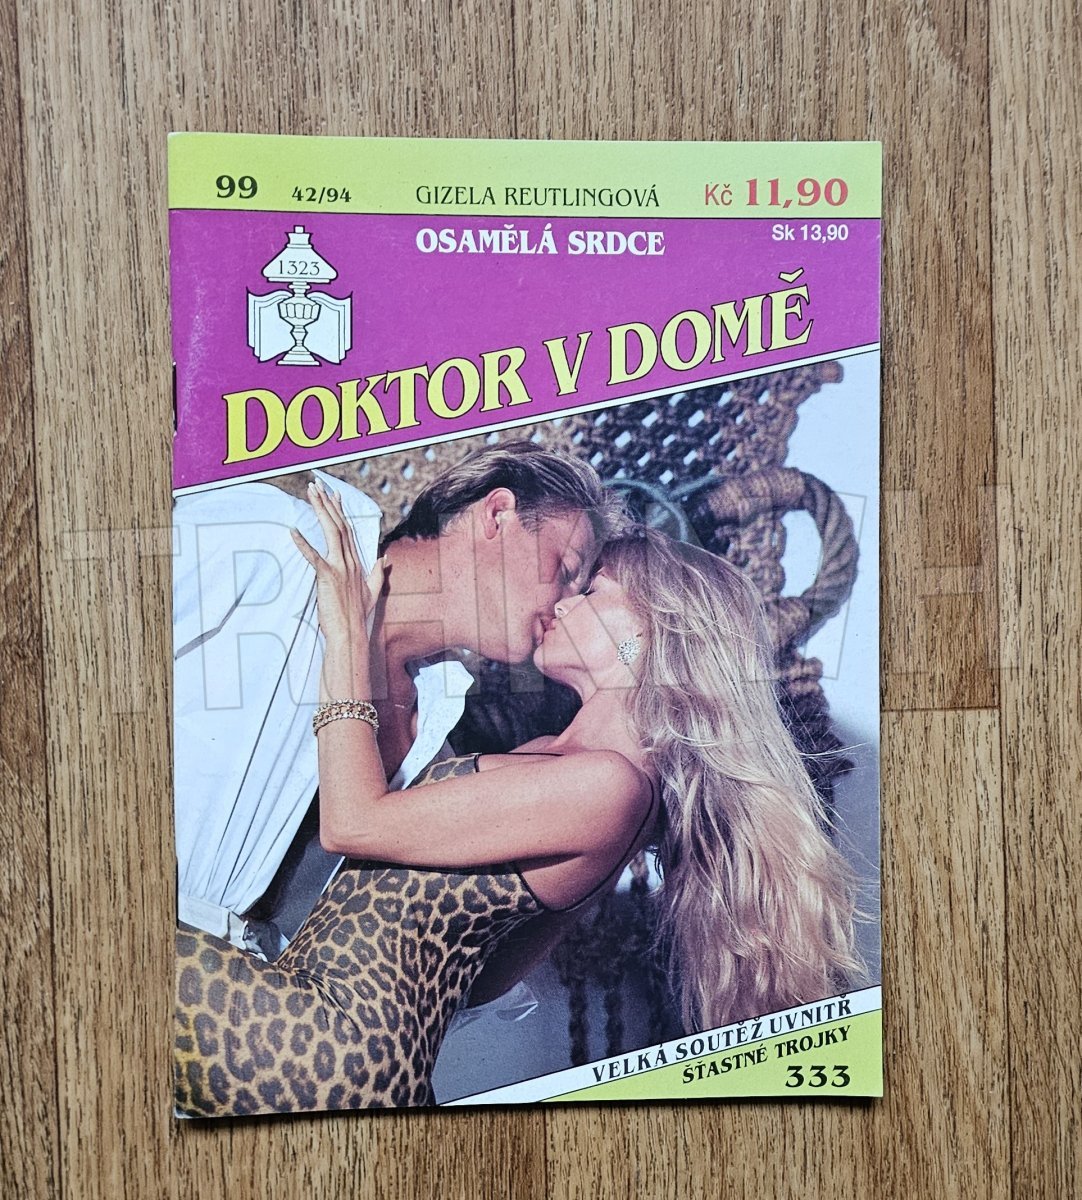 99 42/94 GIZELA REUTLINGOVÁ Kč 11,90
OSAMĚLÁ SRDCE Sk 13,90
1323
DOKTOR V DOMĚ
VELKÁ SOUTĚŽ UVNITŘ
ŠŤASTNÉ TROJKY
333